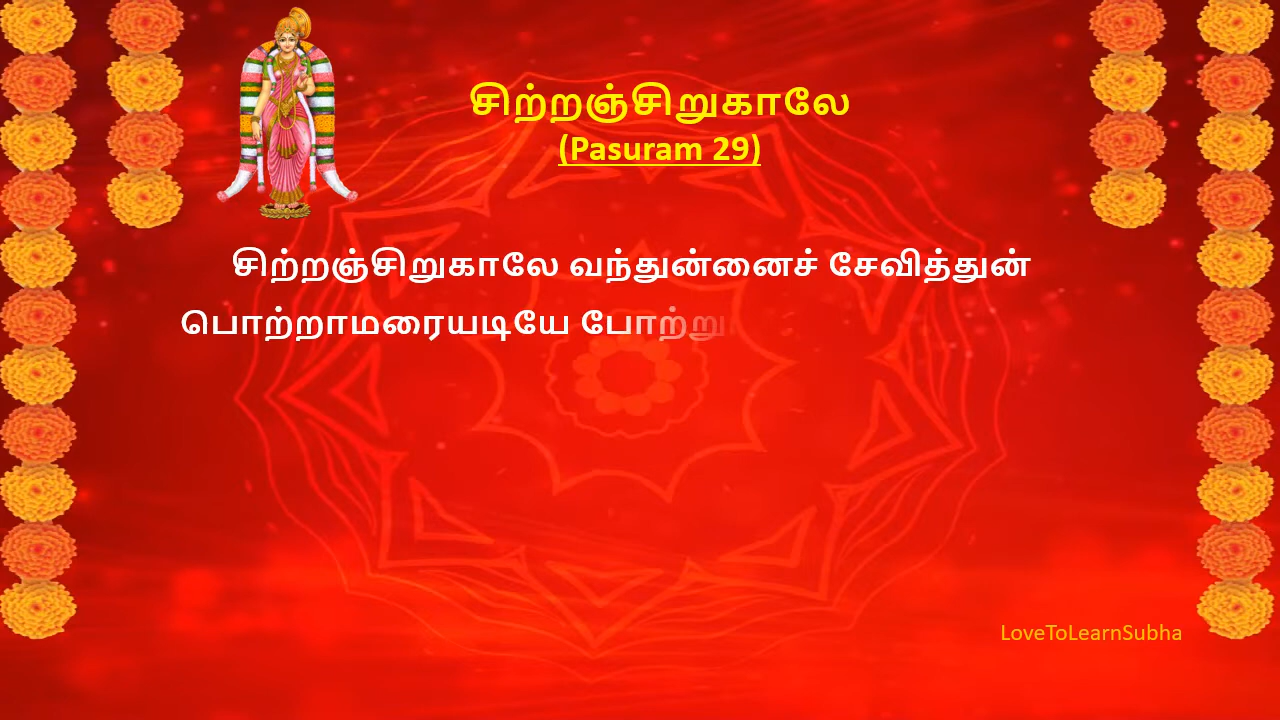 சிற்றஞ்சிறுகாலே
(Pasuram 29)
சிற்றஞ்சிறுகாலே வந்துன்னைச் சேவித்துன்
பொற்றாமரையடியே போற்று
LoveToLearnSubha